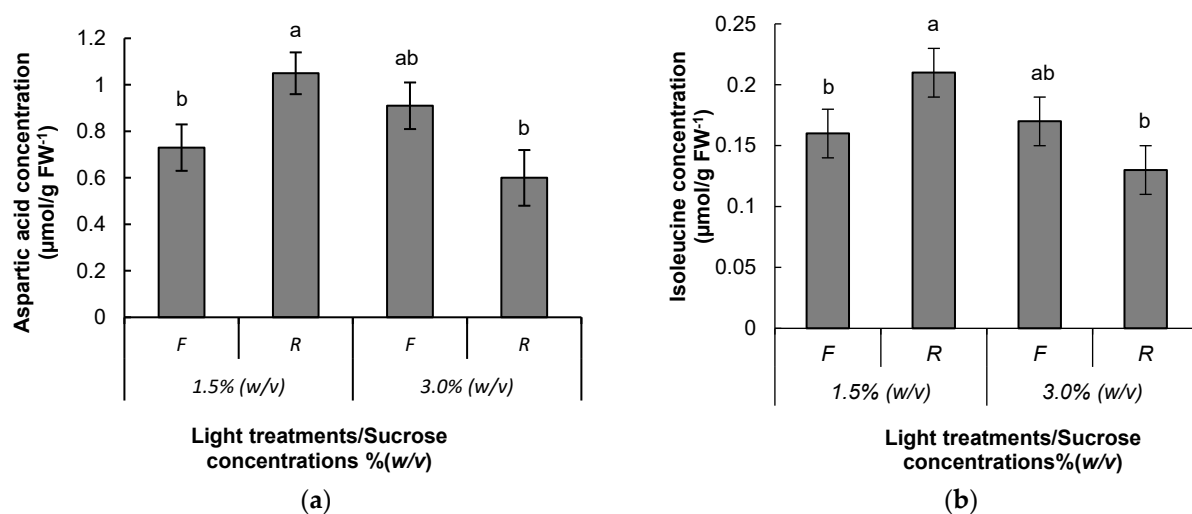 Aspartic acid concentration
(µmol/g FW-1)
1.2
1
0.8
0.6
0.4
0.2
0
b
a
ab
b
F
R
F
R
1.5% (w/v)
3.0% (w/v)
Light treatments/Sucrose
concentrations %(w/v)
(a)
Isoleucine concentration
(µmol/g FW-1)
0.25
0.2
0.15
0.1
0.05
0
b
a
ab
b
F
R
F
R
1.5% (w/v)
3.0% (w/v)
Light treatments/Sucrose
concentrations%(w/v)
(b)